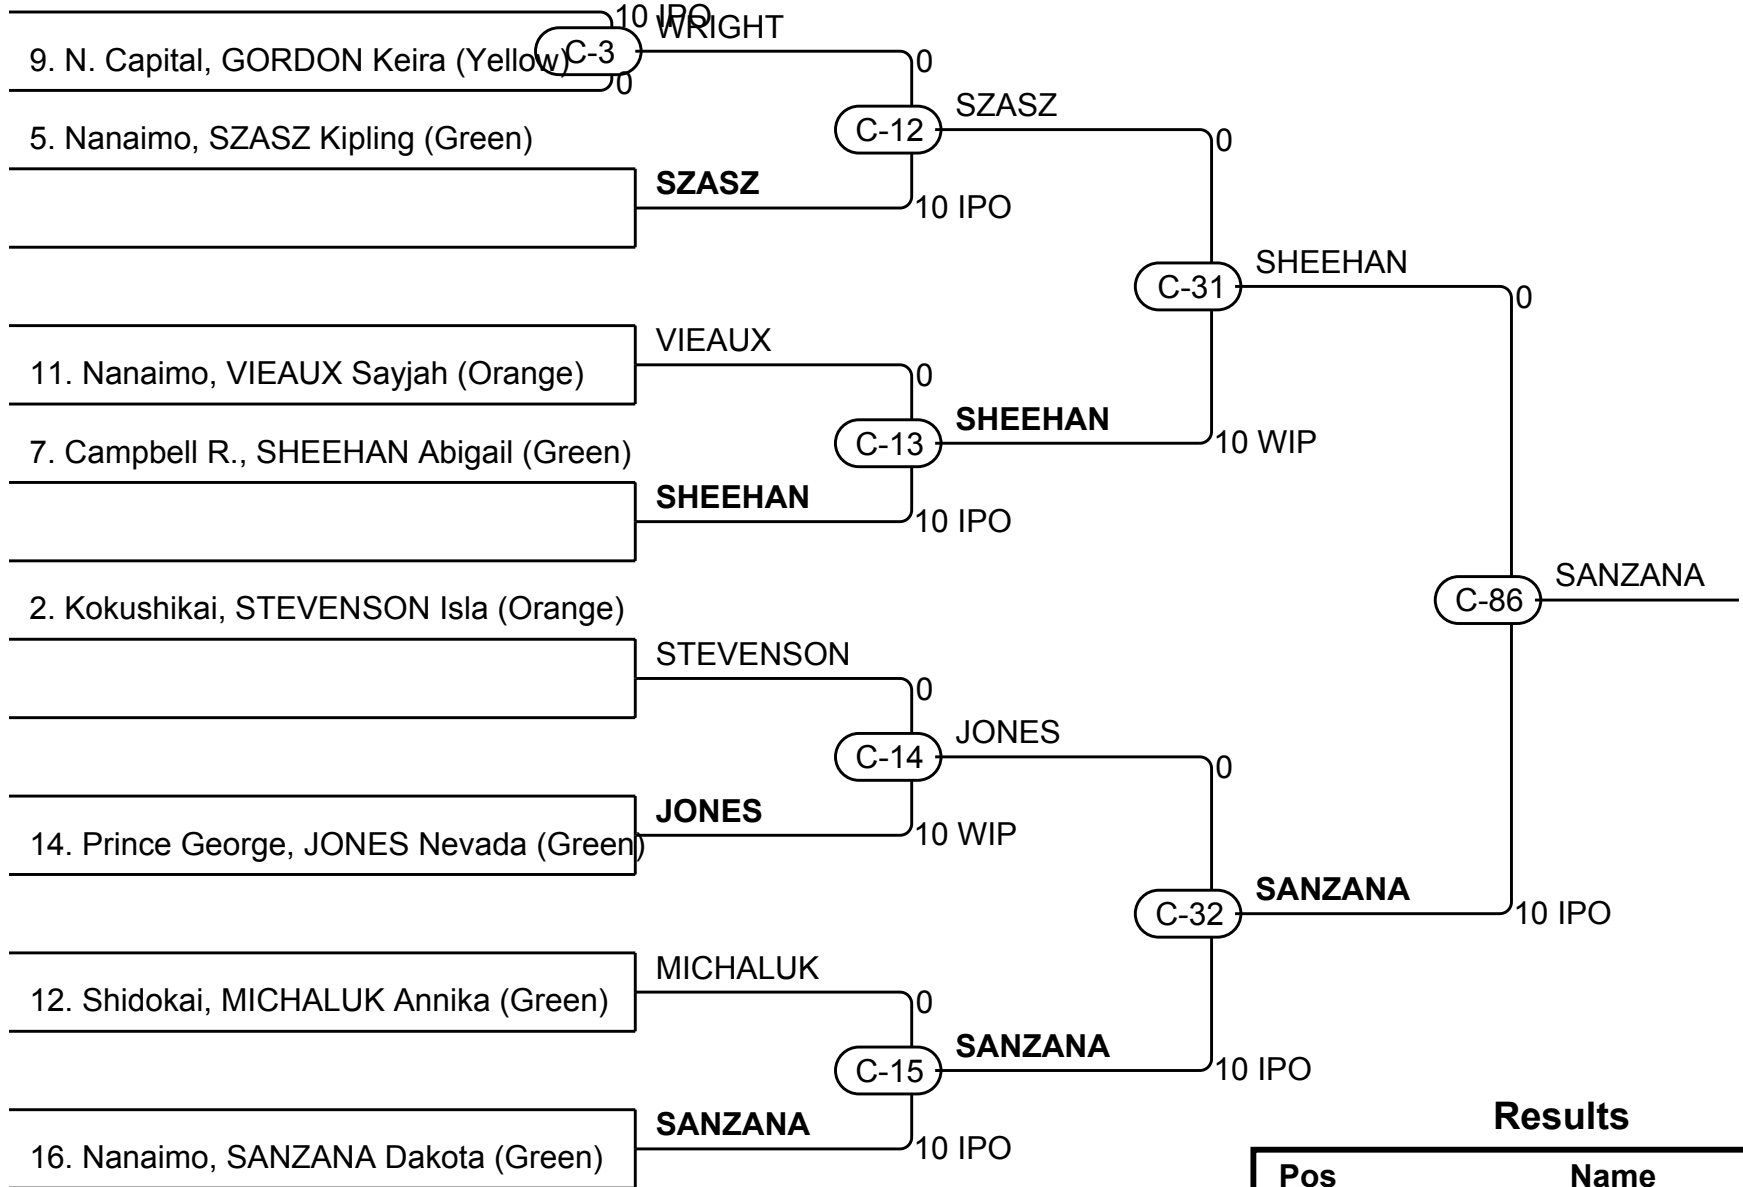 10 IPO
WRIGHT
9. N. Capital, GORDON Keira (Yellow)
C-3
0
0
5. Nanaimo, SZASZ Kipling (Green)
C-12
SZASZ
0
SZASZ
10 IPO
C-31
SHEEHAN
0
VIEAUX
11. Nanaimo, VIEAUX Sayjah (Orange)
0
SHEEHAN
7. Campbell R., SHEEHAN Abigail (Green)
C-13
10 WIP
SHEEHAN
10 IPO
2. Kokushikai, STEVENSON Isla (Orange)
C-86
SANZANA
STEVENSON
0
C-14
JONES
0
JONES
14. Prince George, JONES Nevada (Green)
10 WIP
C-32
SANZANA
10 IPO
MICHALUK
12. Shidokai, MICHALUK Annika (Green)
0
C-15
SANZANA
10 IPO
SANZANA
16. Nanaimo, SANZANA Dakota (Green)
10 IPO
Results
Pos Name